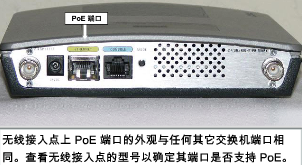 PoE 端口
无线接入点上 PoE 端口的外观与任何其它交换机端口相
同。查看无线接入点的型号以确定其端口是否支持 PoE。